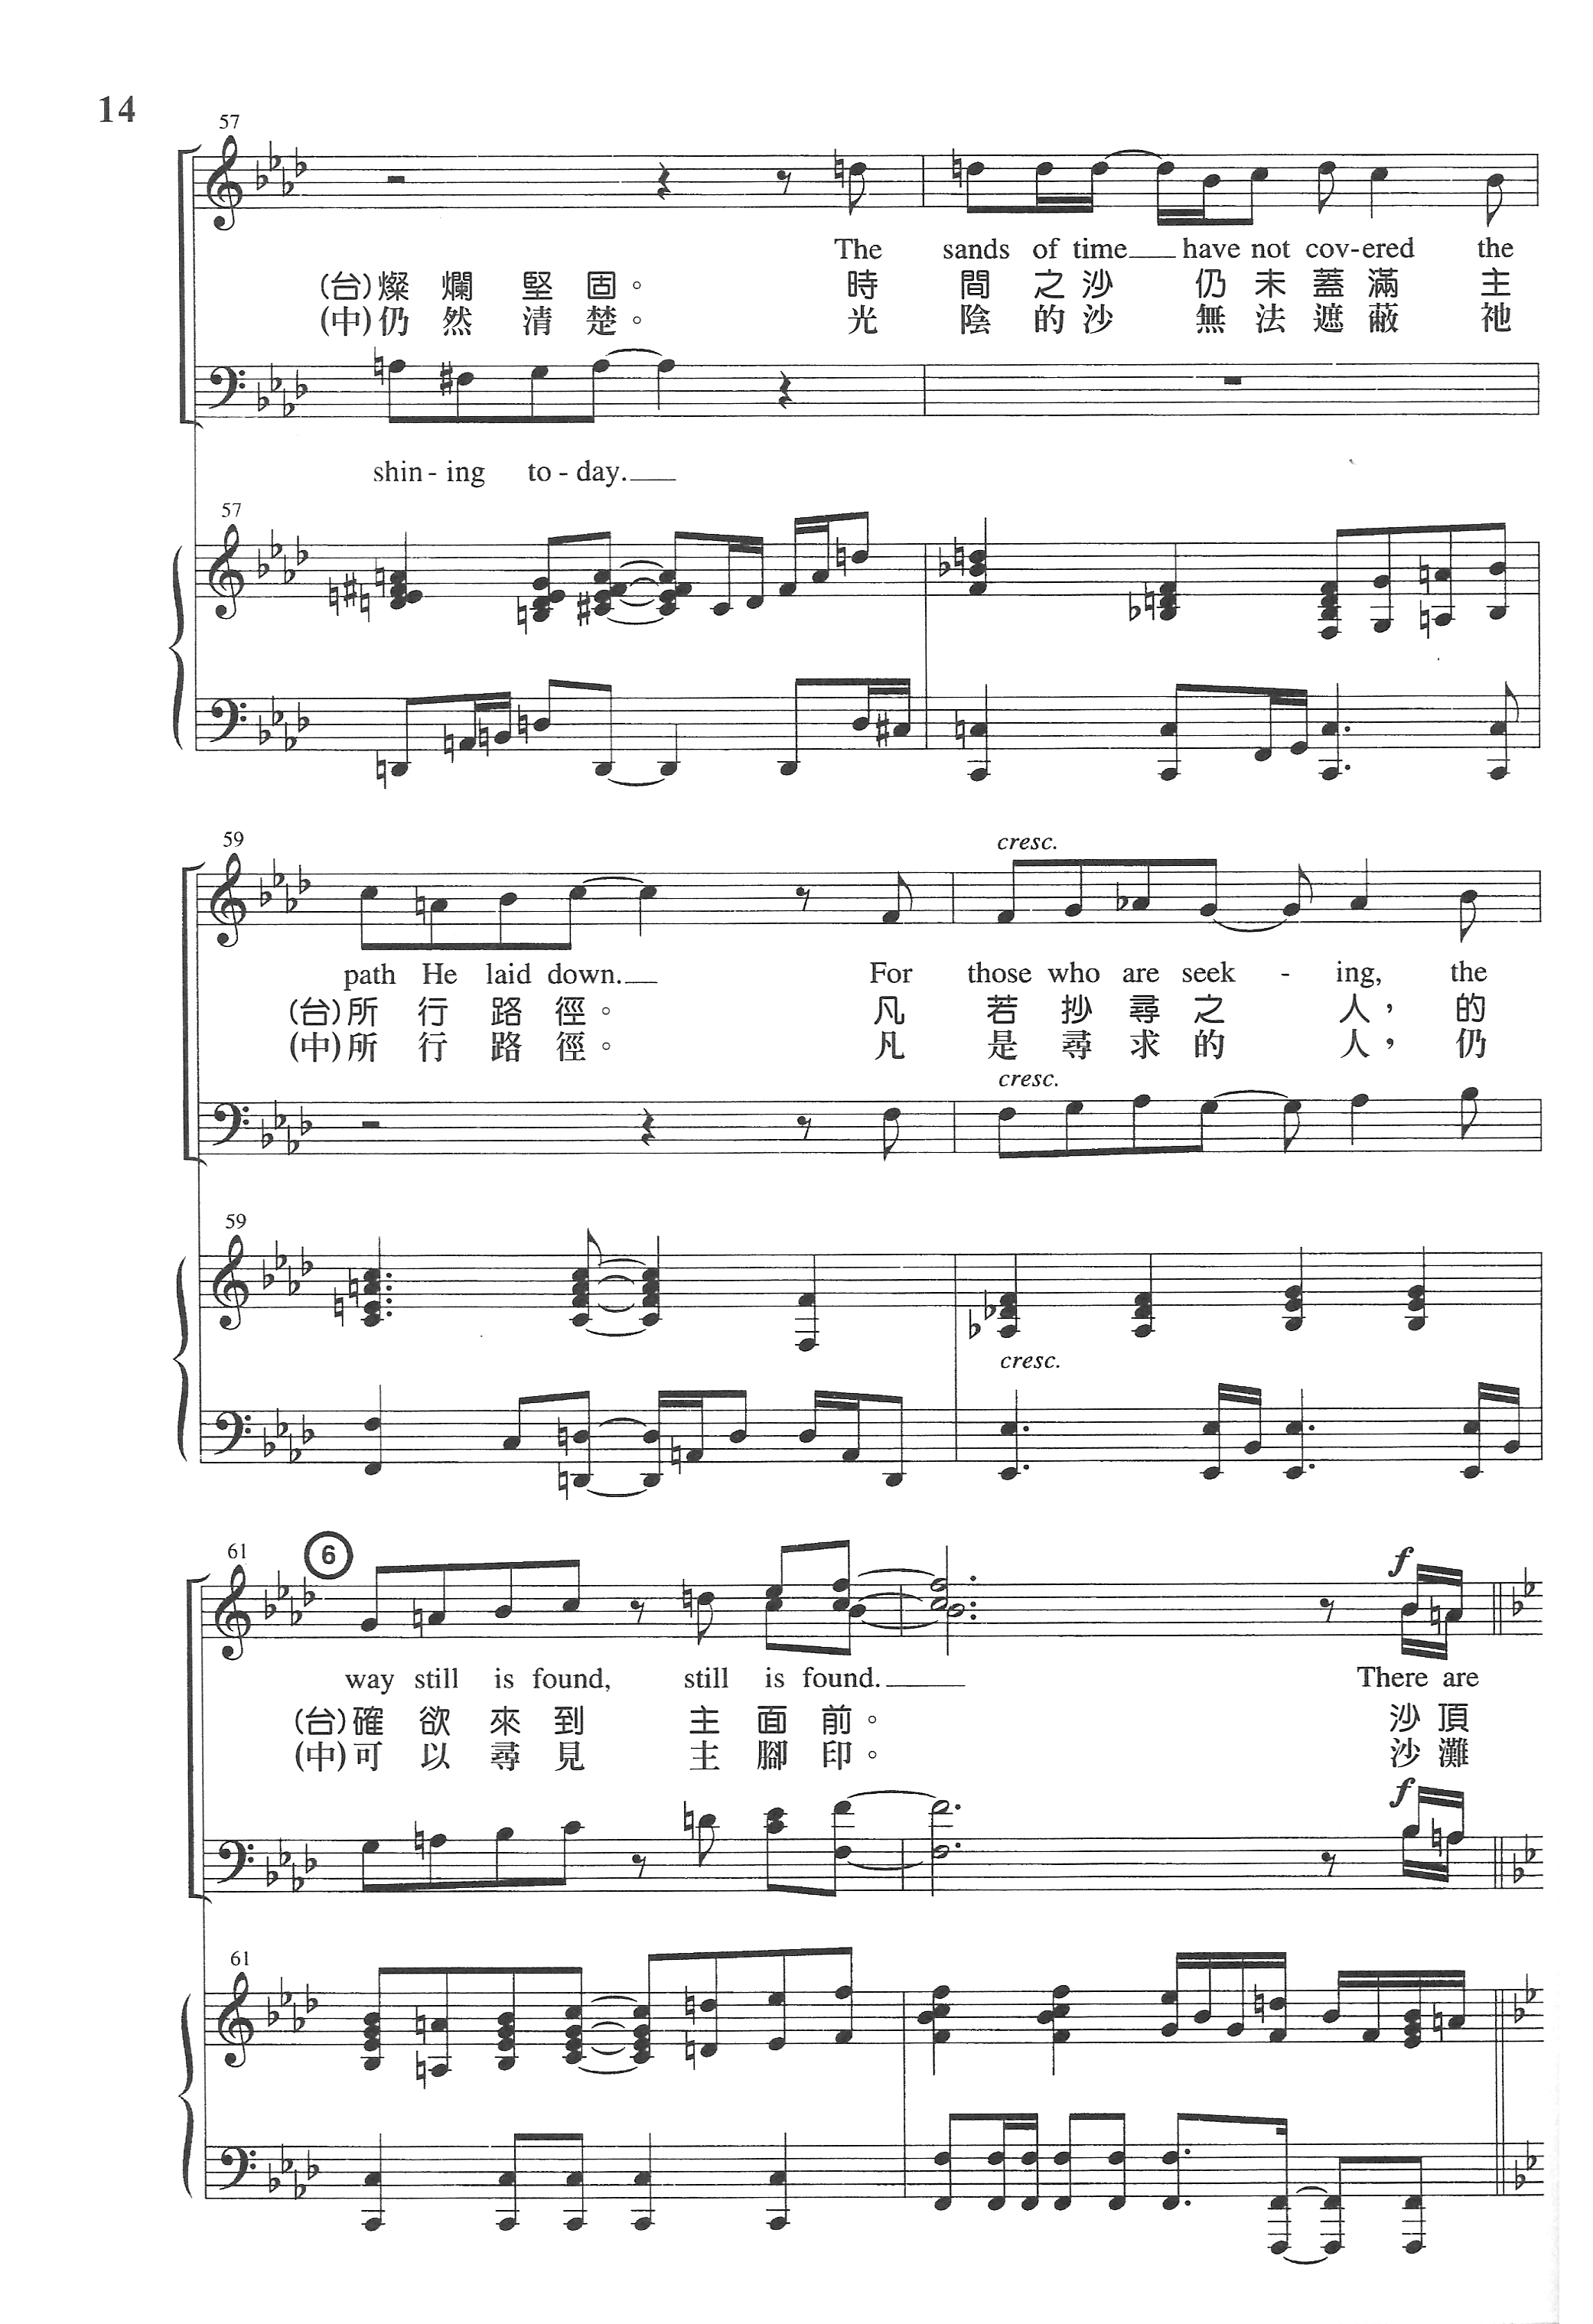 14
57
The sands of time have not cov-ered the
(台)燦爛堅固。時間之沙仍未蓋滿主
(中)仍然清楚。光陰的沙無法遮蔽祂
shin-ing to-day.
57
59
cresc.
path He laid down. For those who are seek-ing, the
(台)所行路徑。凡若抄尋之人，的
(中)所行路徑。凡是尋求的人，仍
cresc.
59
cresc.
61
6
f
way still is found, still is found. There are
(台)確欲來到主面前。沙頂
(中)可以尋見主腳印。沙灘
f
61